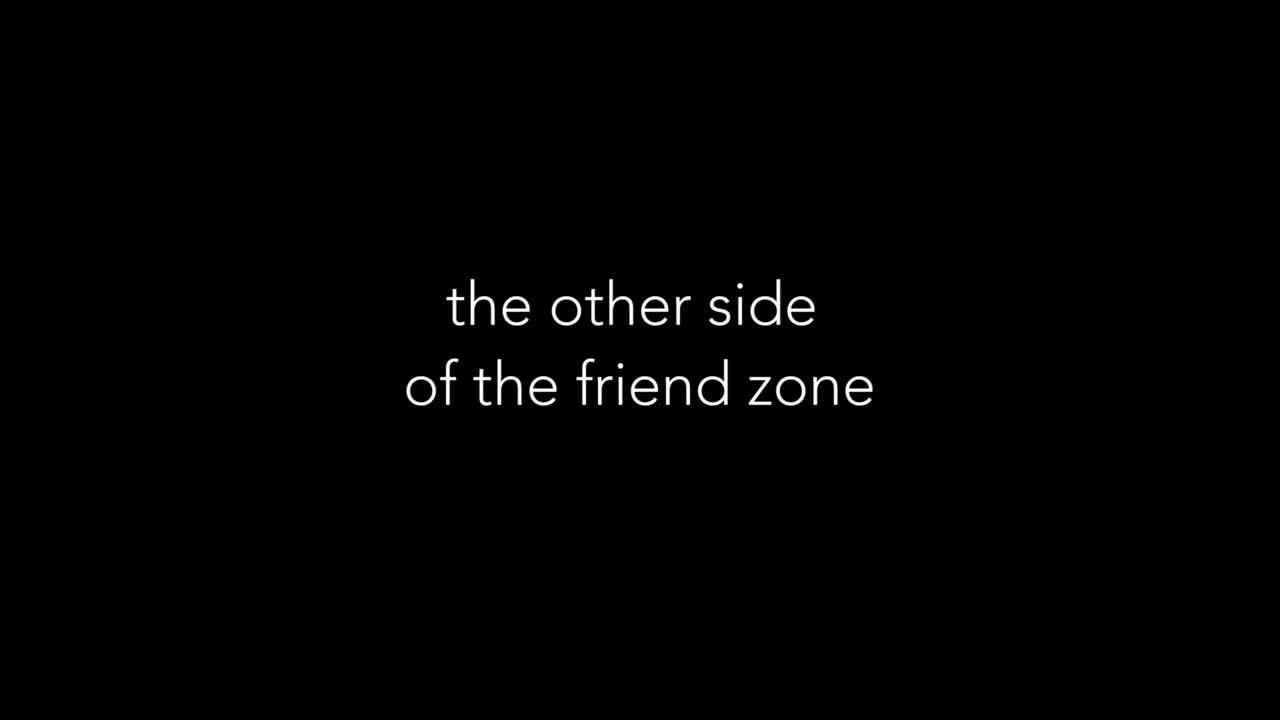 the other side
of the friend zone